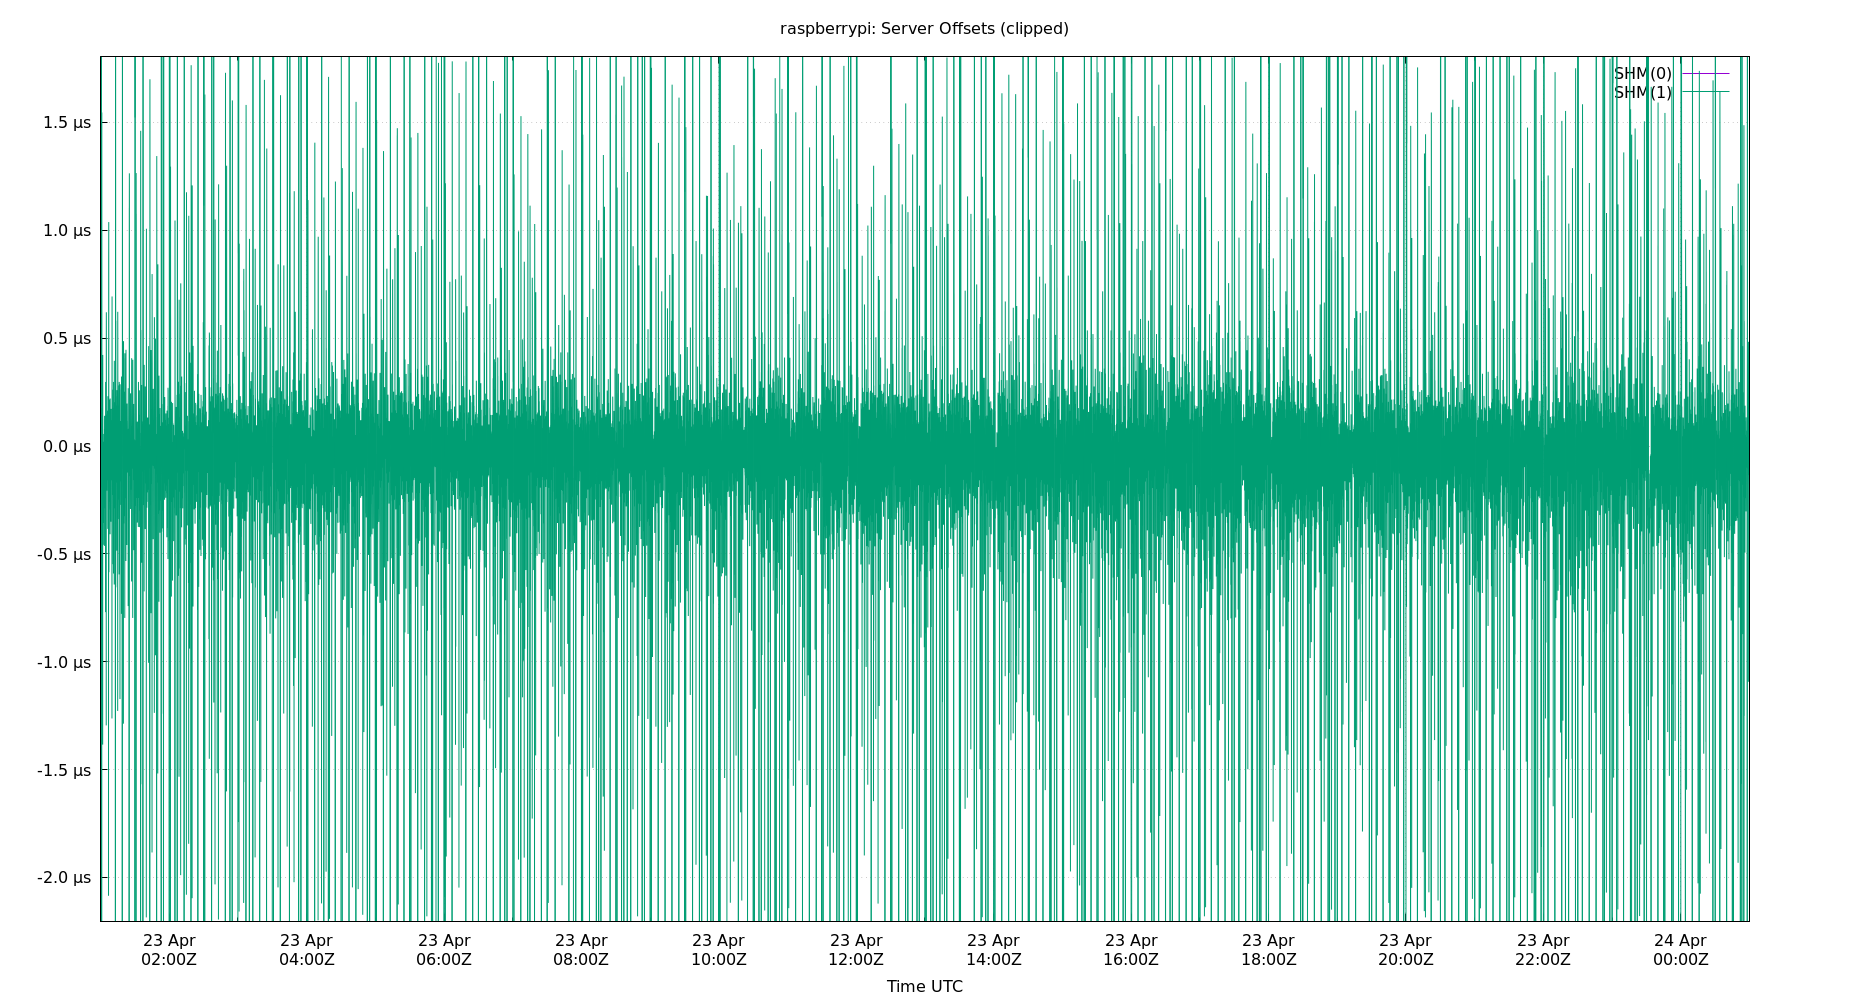 raspberrypi: Server Offsets (clipped)
SHM(0)
SHM(1)
1.5 μs
1.0 μs
0.5 μs
0.0 μs
-0.5 μs
-1.0 μs
-1.5 μs
-2.0 μs
23 Apr 23 Apr 23 Apr 23 Apr 23 Apr 23 Apr 23 Apr 23 Apr 23 Apr 23 Apr 23 Apr 24 Apr
02:00Z 04:00Z 06:00Z 08:00Z 10:00Z 12:00Z 14:00Z 16:00Z 18:00Z 20:00Z 22:00Z 00:00Z
Time UTC